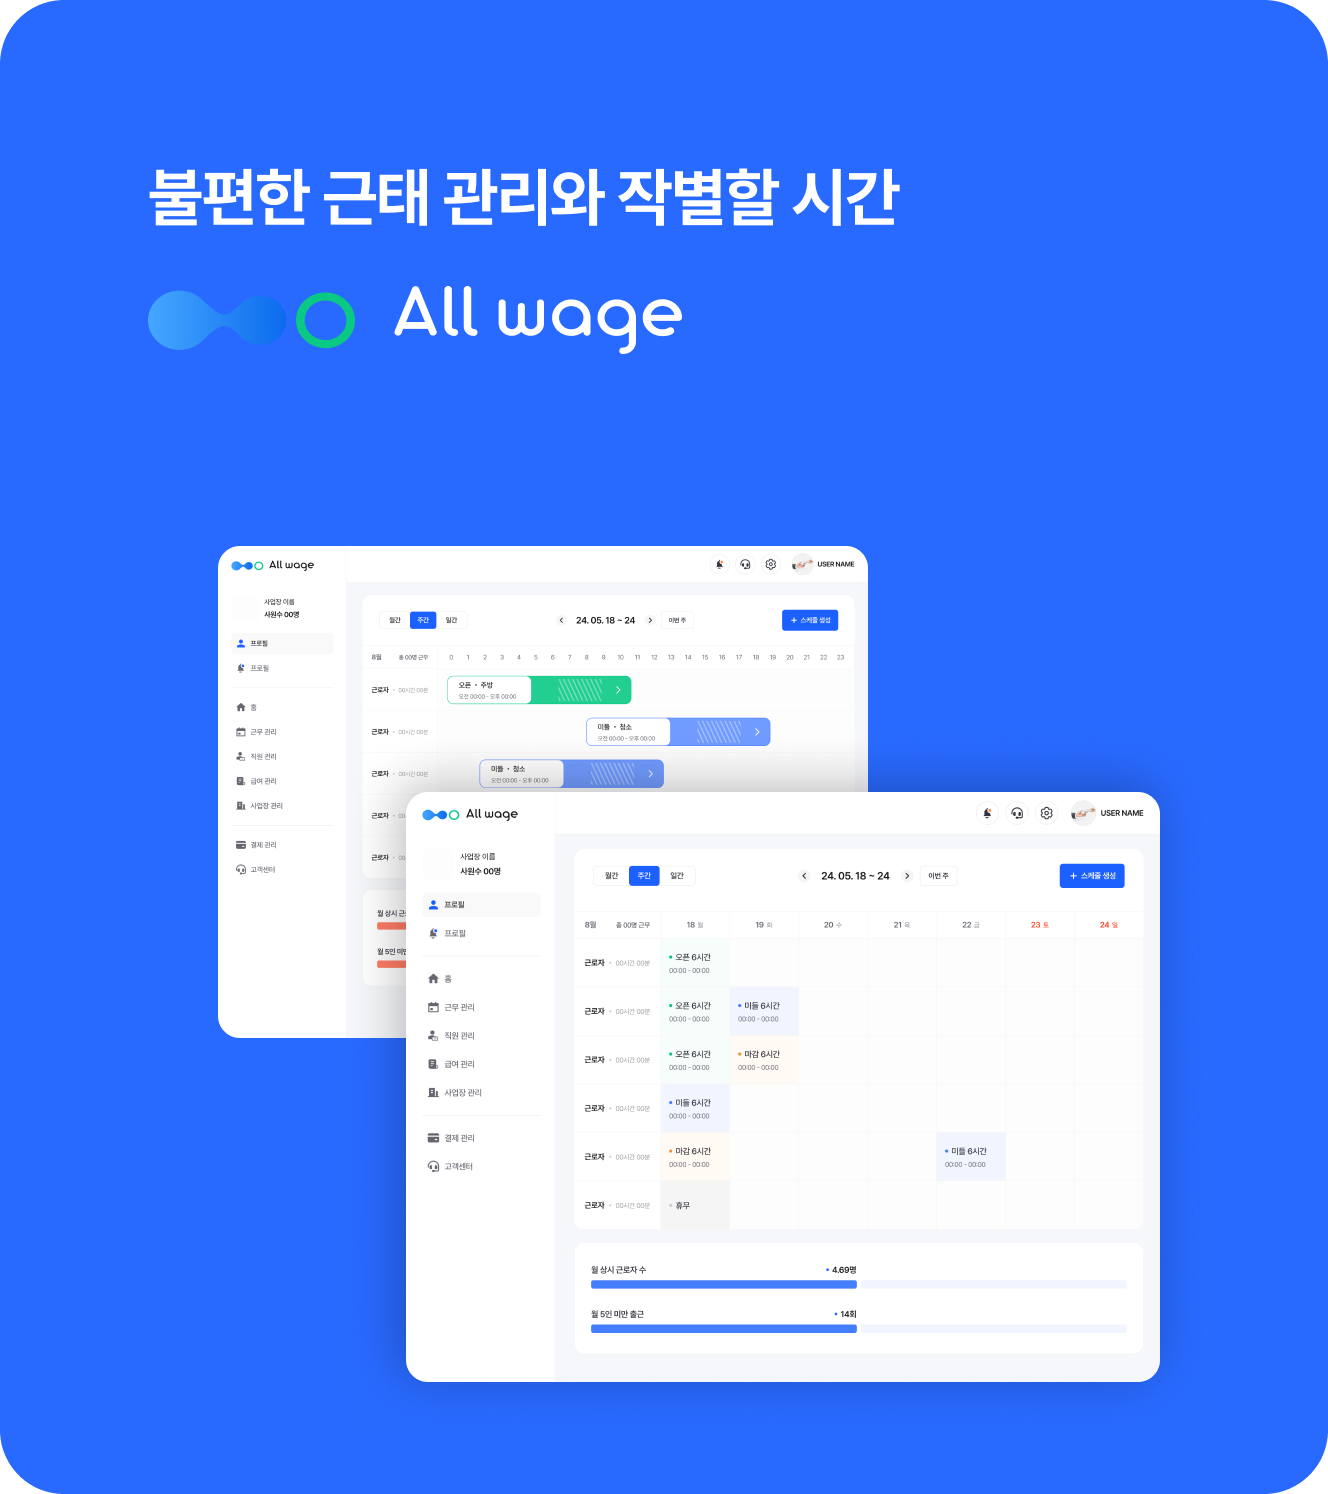 불편한 근태 관리와 작별할 시간
All wage
All wage
USER NAME
사업장 이름
사원수 00명
프로필
프로필
홈
근무 관리
직원 관리
급여 관리
사업장 관리
결제 관리
고객센터
월간 주간 일간
24. 05. 18 ~ 24
이번 주
+ 스케줄 생성
8월 총 00명 근무 0 1 2 3 4 5 6 7 8 9 10 11 12 13 14 15 16 17 18 19 20 21 22 23
근로자 • 00시간 00분
오픈 • 주방
오전 00:00 - 오후 00:00
근로자 • 00시간 00분
미들 • 청소
오전 00:00 - 오후 00:00
근로자 • 00시간 00분
미들 • 청소
오전 00:00 - 오후 00:00
근로자 • 00
근로자 • 00
월 상시 근
월 5인 미만
All wage
USER NAME
사업장 이름
사원수 00명
프로필
프로필
홈
근무 관리
직원 관리
급여 관리
사업장 관리
결제 관리
고객센터
월간 주간 일간
24. 05. 18 ~ 24
이번 주
+ 스케줄 생성
8월 총 00명 근무 18 월 19 화 20 수 21 목 22 금 23 토 24 일
근로자 • 00시간 00분
• 오픈 6시간
00:00 - 00:00
근로자 • 00시간 00분
• 오픈 6시간 • 미들 6시간
00:00 - 00:00 00:00 - 00:00
근로자 • 00시간 00분
• 오픈 6시간 • 마감 6시간
00:00 - 00:00 00:00 - 00:00
근로자 • 00시간 00분
• 미들 6시간
00:00 - 00:00
근로자 • 00시간 00분
• 마감 6시간 • 미들 6시간
00:00 - 00:00 00:00 - 00:00
근로자 • 00시간 00분
• 휴무
월 상시 근로자 수 • 4.69명
월 5인 미만 출근 • 14회